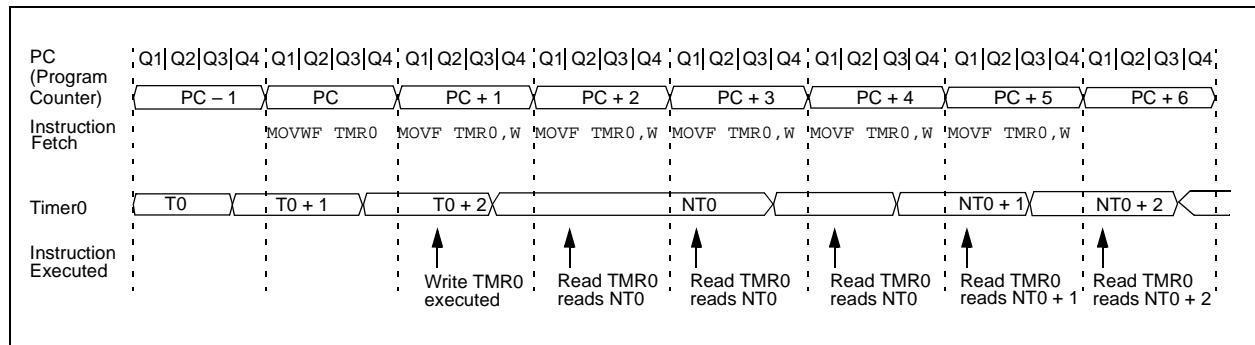 PC
(Program
Counter)
Q1 Q2 Q3 Q4 Q1 Q2 Q3 Q4 Q1 Q2 Q3 Q4 Q1 Q2 Q3 Q4 Q1 Q2 Q3 Q4 Q1 Q2 Q3 Q4 Q1 Q2 Q3 Q4 Q1 Q2 Q3 Q4
PC – 1 PC PC + 1 PC + 2 PC + 3 PC + 4 PC + 5 PC + 6
Instruction
Fetch
MOVWF TMR0 MOVF TMR0,W MOVF TMR0,W MOVF TMR0,W MOVF TMR0,W MOVF TMR0,W
Timer0
T0 T0 + 1 T0 + 2 NT0 NT0 + 1 NT0 + 2
Instruction
Executed
Write TMR0
executed
Read TMR0
reads NT0
Read TMR0
reads NT0
Read TMR0
reads NT0
Read TMR0
reads NT0 + 1
Read TMR0
reads NT0 + 2